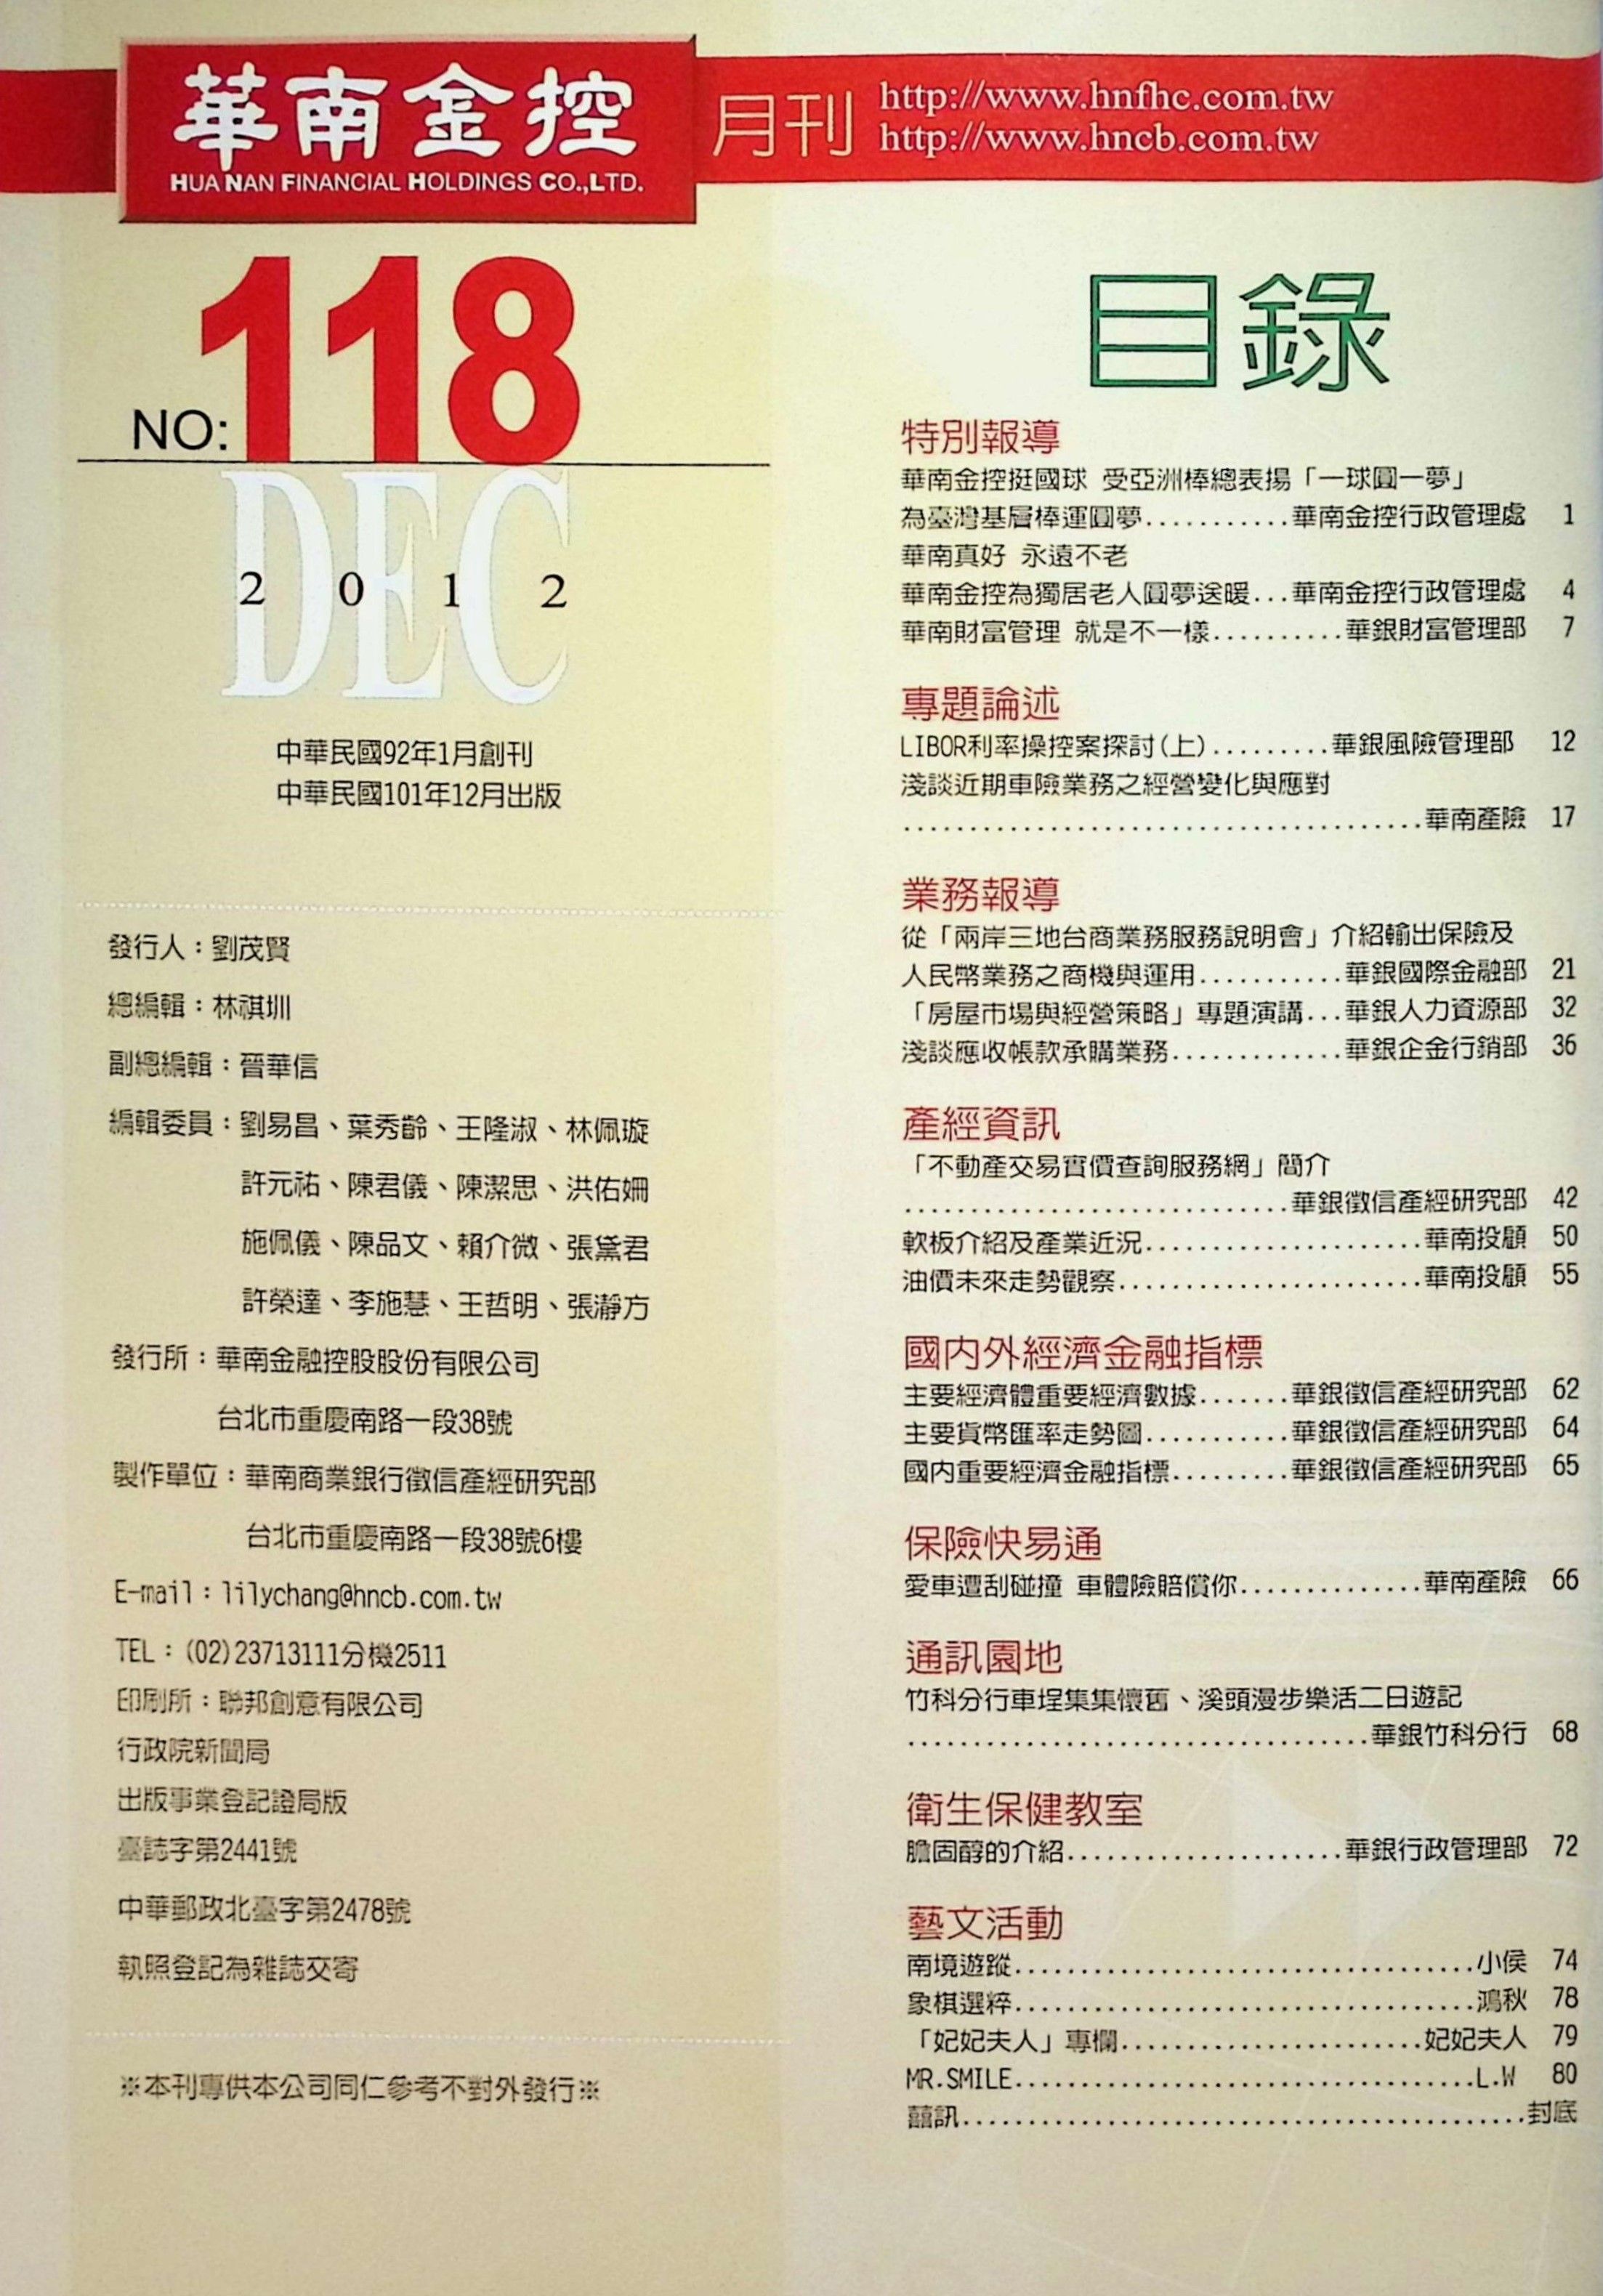 華南金控
HUA NAN FINANCIAL HOLDINGS CO.,LTD.
月刊
http://www.hnfhc.com.tw
http://www.hncb.com.tw
NO: 118
DEC
2 0 1 2
中華民國92年1月創刊
中華民國101年12月出版
發行人：劉茂賢
總編輯：林祺圳
副總編輯：晉華信
編輯委員：劉易昌、葉秀齡、王隆淑、林佩璇
許元祐、陳君儀、陳潔思、洪佑姍
施佩儀、陳品文、賴介微、張黛君
許榮達、李施慧、王哲明、張瀞方
發行所：華南金融控股股份有限公司
台北市重慶南路一段38號
製作單位：華南商業銀行徵信產經研究部
台北市重慶南路一段38號6樓
E-mail：lilychang@hncb.com.tw
TEL：(02)23713111分機2511
印刷所：聯邦創意有限公司
行政院新聞局
出版事業登記證局版
臺誌字第2441號
中華郵政北臺字第2478號
執照登記為雜誌交寄
※本刊專供本公司同仁參考不對外發行※
目錄
特別報導
華南金控挺國球 受亞洲棒總表揚「一球圓一夢」
為臺灣基層棒運圓夢...........華南金控行政管理處 1
華南真好 永遠不老
華南金控為獨居老人圓夢送暖...華南金控行政管理處 4
華南財富管理 就是不一樣..........華銀財富管理部 7
專題論述
LIBOR利率操控案探討(上).........華銀風險管理部 12
淺談近期車險業務之經營變化與應對
.......................................華南產險 17
業務報導
從「兩岸三地台商業務服務說明會」介紹輸出保險及
人民幣業務之商機與運用...........華銀國際金融部 21
「房屋市場與經營策略」專題演講...華銀人力資源部 32
淺談應收帳款承購業務.............華銀企金行銷部 36
產經資訊
「不動產交易實價查詢服務網」簡介
.............................華銀徵信產經研究部 42
軟板介紹及產業近況.....................華南投顧 50
油價未來走勢觀察.......................華南投顧 55
國內外經濟金融指標
主要經濟體重要經濟數據.......華銀徵信產經研究部 62
主要貨幣匯率走勢圖...........華銀徵信產經研究部 64
國內重要經濟金融指標.........華銀徵信產經研究部 65
保險快易通
愛車遭刮碰撞 車體險賠償你..............華南產險 66
通訊園地
竹科分行車埕集集懷舊、溪頭漫步樂活二日遊記
...................................華銀竹科分行 68
衛生保健教室
膽固醇的介紹.....................華銀行政管理部 72
藝文活動
南境遊蹤...................................小侯 74
象棋選粹...................................鴻秋 78
「妃妃夫人」專欄.......................妃妃夫人 79
MR.SMILE...................................L.W 80
囍訊...........................................封底